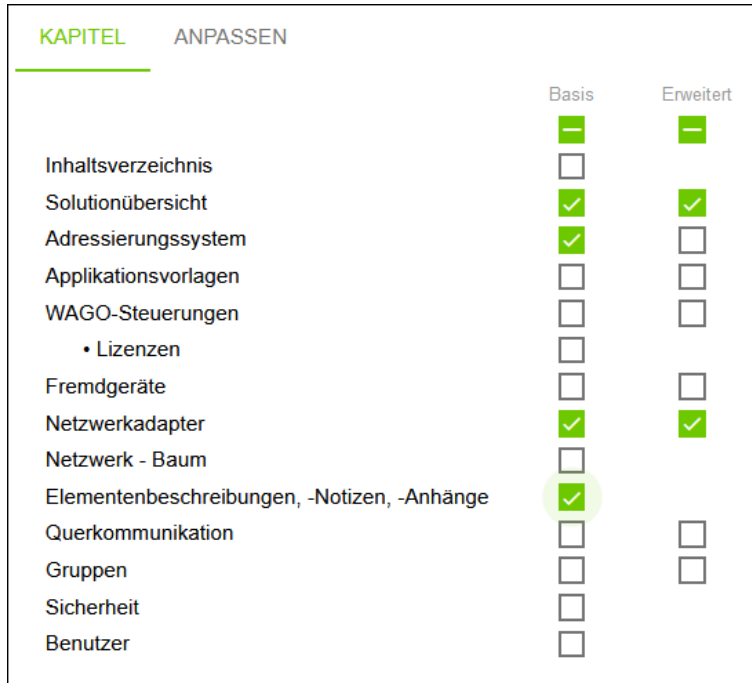 KAPITEL ANPASSEN
Basis Erweitert
Inhaltsverzeichnis
Solutionübersicht
Adressierungssystem
Applikationsvorlagen
WAGO-Steuerungen
• Lizenzen
Fremdgeräte
Netzwerkadapter
Netzwerk - Baum
Elementenbeschreibungen, -Notizen, -Anhänge
Querkommunikation
Gruppen
Sicherheit
Benutzer